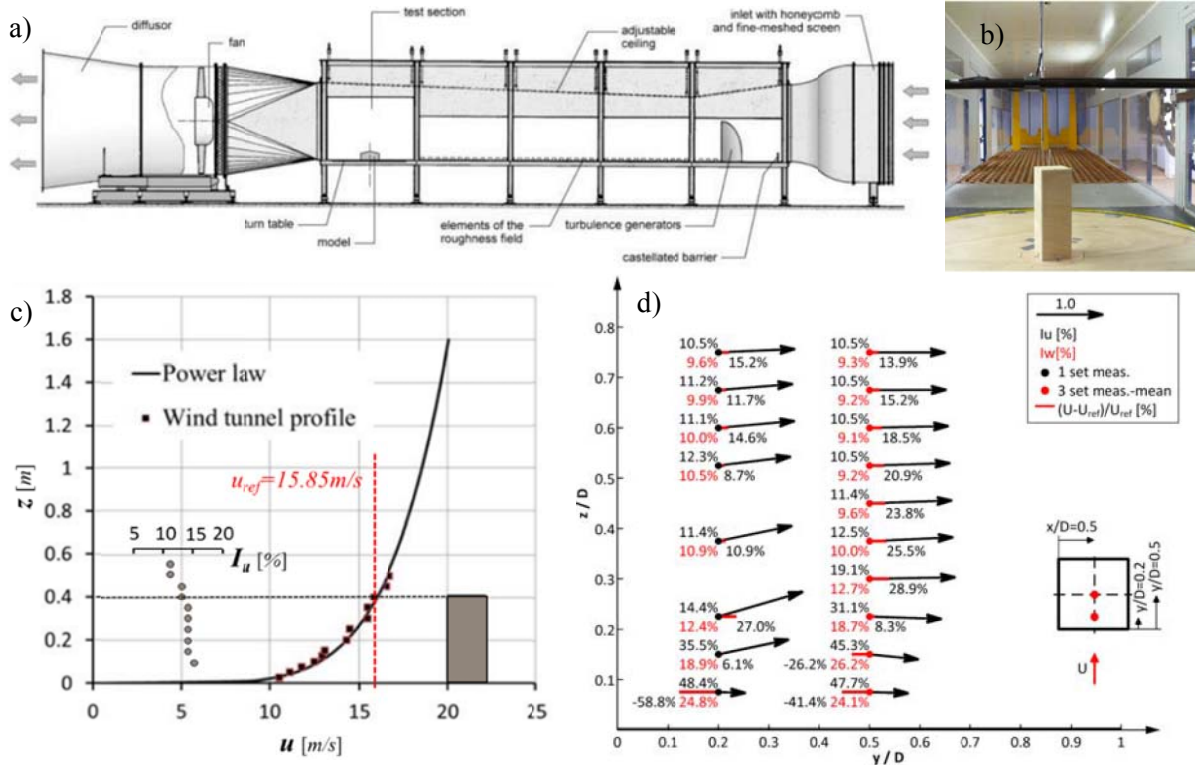 a)
diffusor
fan
test section
adjustable
ceiling
inlet with honeycomb
and fine-meshed screen
turn table
model
elements of the
roughness field
turbulence generators
castellated barrier
b)
c)
1.8
1.6
1.4
1.2
1
0.8
0.6
0.4
0.2
0
z [m]
Power law
Wind tunnel profile
u_ref=15.85m/s
5 10 15 20
I_u [%]
0 5 10 15 20 25
u [m/s]
d)
0.8
0.7
0.6
0.5
0.4
0.3
0.2
0.1
z / D
10.5%
9.6% 15.2%
11.2%
9.9% 11.7%
11.1%
10.0% 14.6%
12.3%
10.5% 8.7%
11.4%
10.9% 10.9%
14.4%
12.4% 27.0%
35.5%
18.9% 6.1%
48.4%
-58.8% 24.8%
10.5%
9.3% 13.9%
10.5%
9.2% 15.2%
10.5%
9.1% 18.5%
10.5%
9.2% 20.9%
11.4%
9.6% 23.8%
12.5%
10.0% 25.5%
19.1%
12.7% 28.9%
31.1%
18.7% 8.3%
45.3%
-26.2% 26.2%
47.7%
-41.4% 24.1%
0 0.1 0.2 0.3 0.4 0.5 0.6 0.7 0.8 0.9 1
y / D
1.0
Iu [%]
Iw[%]
1 set meas.
3 set meas.-mean
(U-U_ref)/U_ref [%]
x/D=0.5
y/D=0.2
y/D=0.5
U